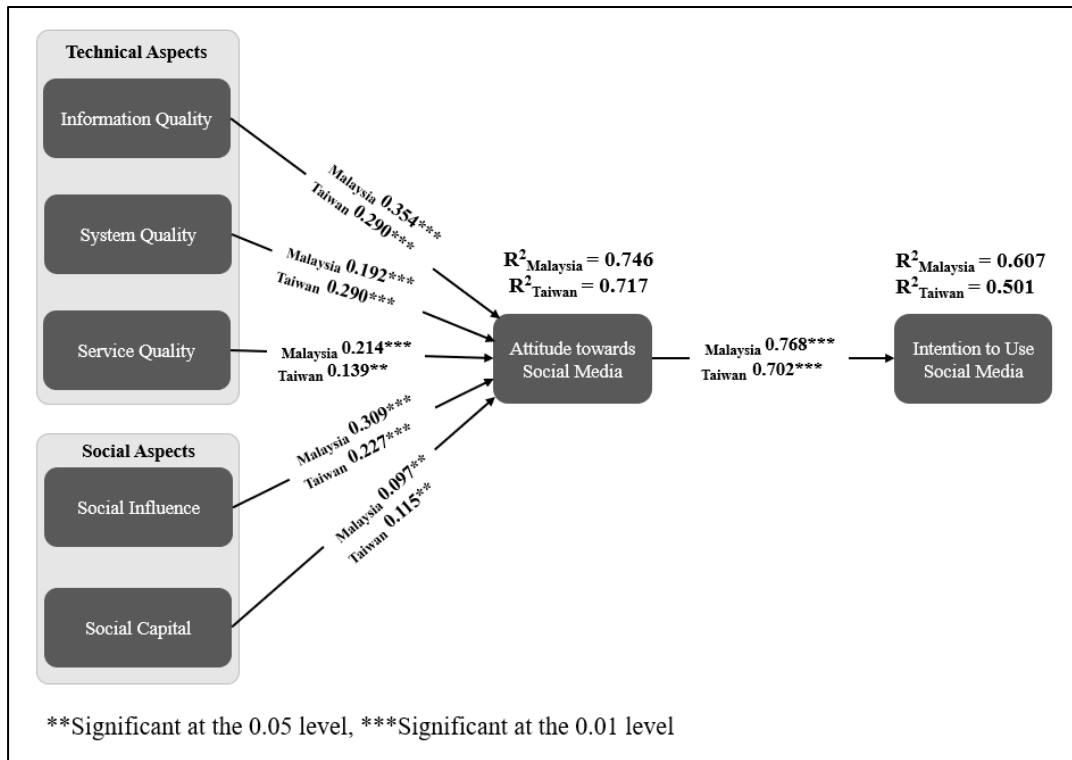 Technical Aspects
Information Quality
System Quality
Service Quality
Malaysia 0.354***
Taiwan 0.290***
Malaysia 0.192***
Taiwan 0.290***
Malaysia 0.214***
Taiwan 0.139**
Malaysia 0.309***
Taiwan 0.227***
Malaysia 0.097**
Taiwan 0.115**
Social Aspects
Social Influence
Social Capital
R²Malaysia = 0.746
R²Taiwan = 0.717
Attitude towards
Social Media
Malaysia 0.768***
Taiwan 0.702***
R²Malaysia = 0.607
R²Taiwan = 0.501
Intention to Use
Social Media
**Significant at the 0.05 level, ***Significant at the 0.01 level